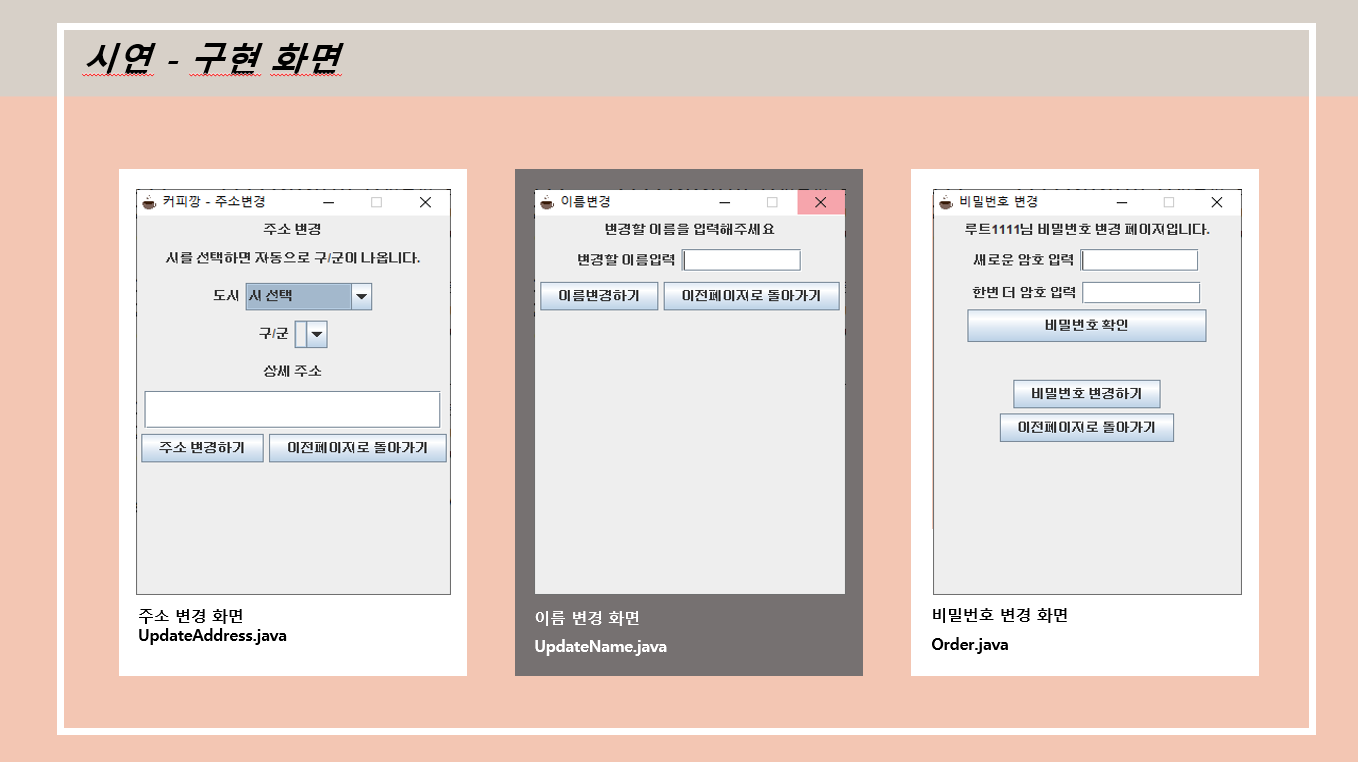 시연 - 구현 화면
커피깡 - 주소변경
주소 변경
시를 선택하면 자동으로 구/군이 나옵니다.
도시 시 선택
구/군
상세 주소
주소 변경하기 이전페이지로 돌아가기
주소 변경 화면
UpdateAddress.java
이름변경
변경할 이름을 입력해주세요
변경할 이름입력
이름변경하기 이전페이지로 돌아가기
이름 변경 화면
UpdateName.java
비밀번호 변경
루트1111님 비밀번호 변경 페이지입니다.
새로운 암호 입력
한번 더 암호 입력
비밀번호 확인
비밀번호 변경하기
이전페이지로 돌아가기
비밀번호 변경 화면
Order.java